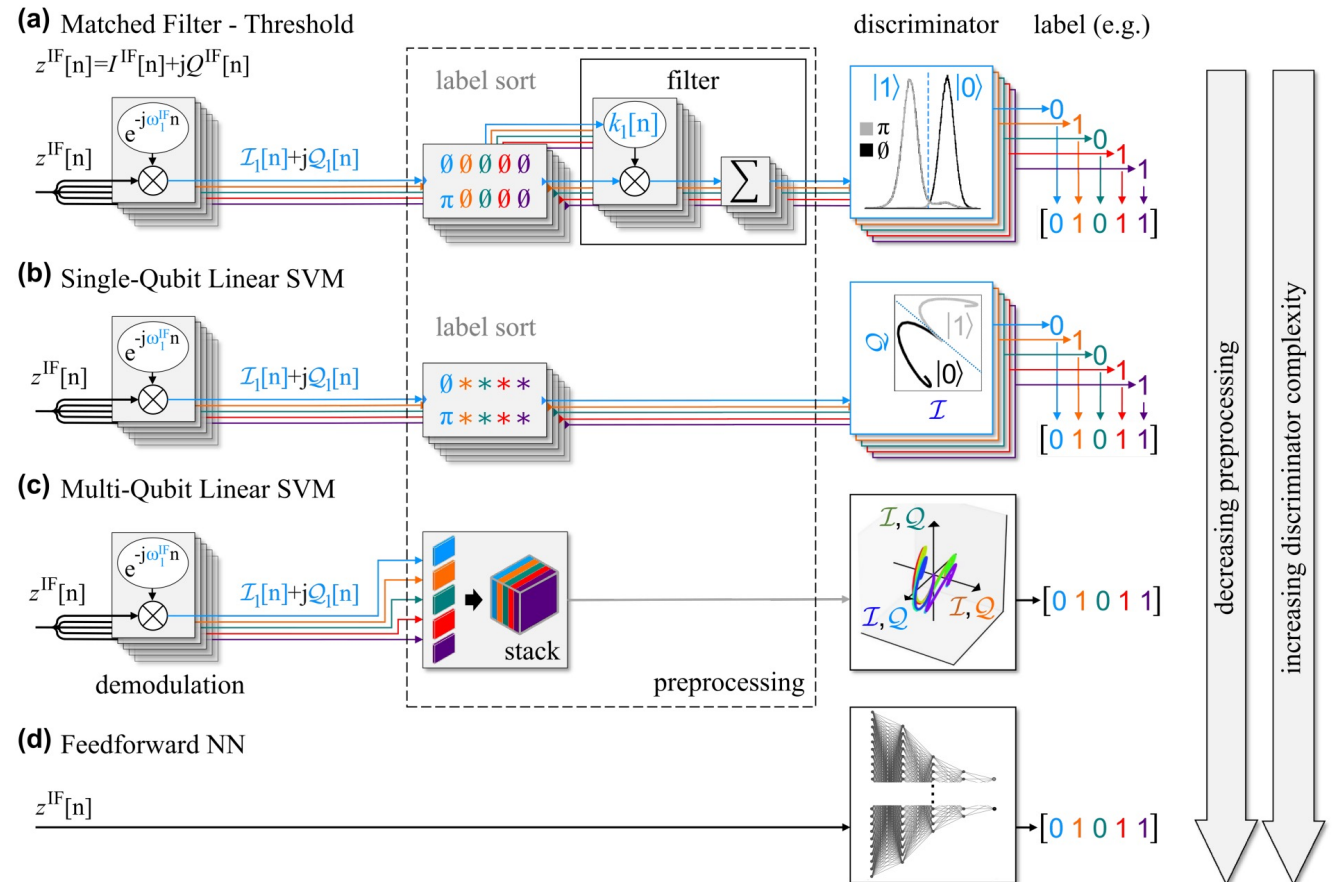 (a) Matched Filter - Threshold
discriminator
label (e.g.)
z^IF[n]=I^IF[n]+jQ^IF[n]
label sort
filter
e^-jω₁^IF n
k₁[n]
z^IF[n]
ℐ₁[n]+j𝒬₁[n]
∅ ∅ ∅ ∅ ∅
π ∅ ∅ ∅ ∅
∑
|1⟩ |0⟩
π
∅
0
1
0
1
1
[0 1 0 1 1]
(b) Single-Qubit Linear SVM
label sort
e^-jω₁^IF n
z^IF[n]
ℐ₁[n]+j𝒬₁[n]
∅ * * * *
π * * * *
𝒬
|1⟩
|0⟩
ℐ
0
1
0
1
1
[0 1 0 1 1]
(c) Multi-Qubit Linear SVM
e^-jω₁^IF n
z^IF[n]
ℐ₁[n]+j𝒬₁[n]
demodulation
stack
preprocessing
ℐ, 𝒬
ℐ, 𝒬
ℐ, 𝒬
[0 1 0 1 1]
(d) Feedforward NN
z^IF[n]
[0 1 0 1 1]
decreasing preprocessing
increasing discriminator complexity